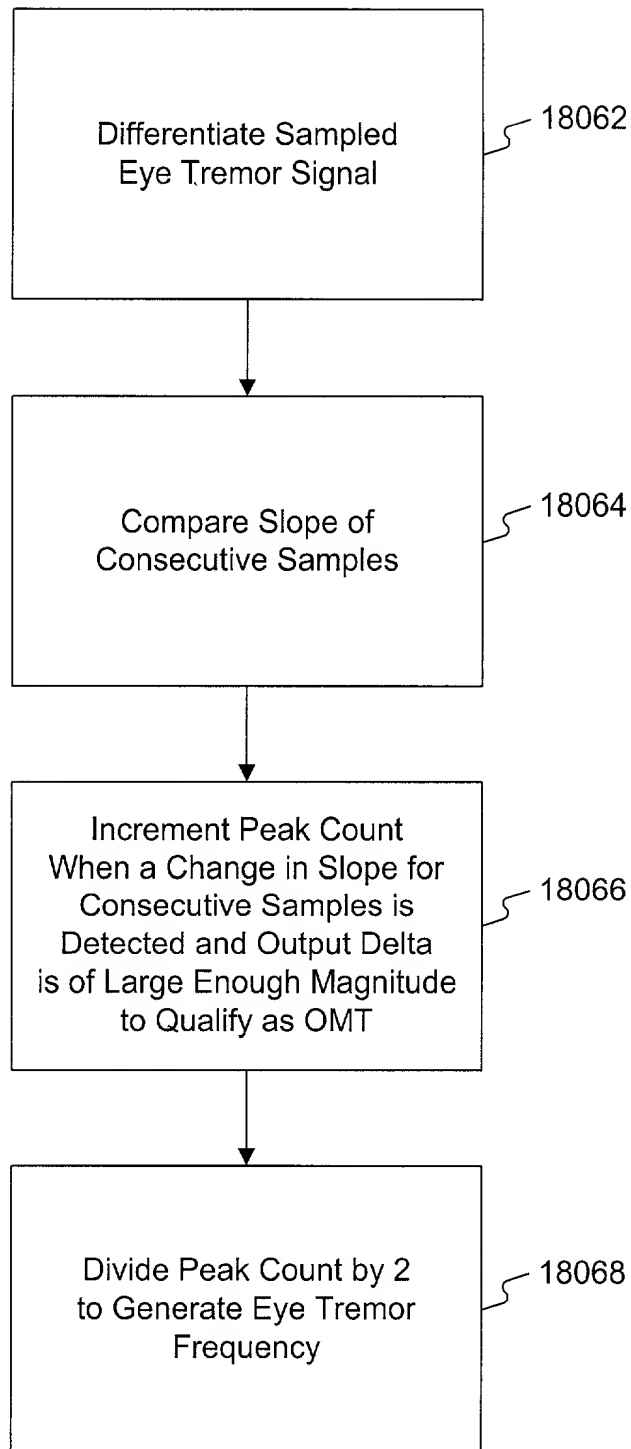 Differentiate Sampled
Eye Tremor Signal
18062
Compare Slope of
Consecutive Samples
18064
Increment Peak Count
When a Change in Slope for
Consecutive Samples is
Detected and Output Delta
is of Large Enough Magnitude
to Qualify as OMT
18066
Divide Peak Count by 2
to Generate Eye Tremor
Frequency
18068